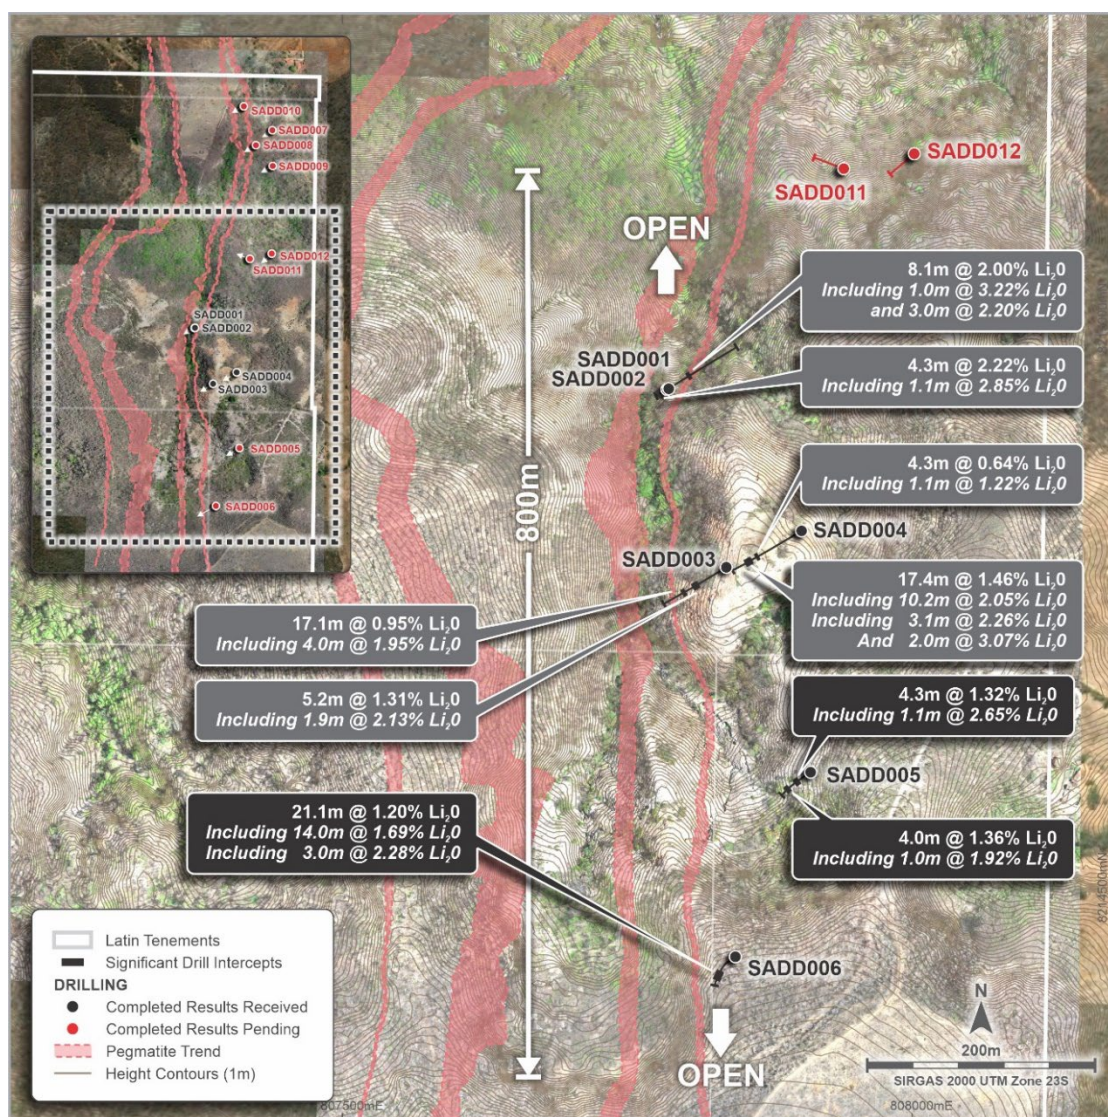 SADD010
SADD007
SADD008
SADD009
SADD012
SADD011
SADD001
SADD002
SADD004
SADD003
SADD005
SADD006
SADD012
SADD011
OPEN
8.1m @ 2.00% Li₂0
Including 1.0m @ 3.22% Li₂0
and 3.0m @ 2.20% Li₂0
SADD001
SADD002
4.3m @ 2.22% Li₂0
Including 1.1m @ 2.85% Li₂0
800m
4.3m @ 0.64% Li₂0
Including 1.1m @ 1.22% Li₂0
SADD004
SADD003
17.4m @ 1.46% Li₂0
Including 10.2m @ 2.05% Li₂0
Including 3.1m @ 2.26% Li₂0
And 2.0m @ 3.07% Li₂0
17.1m @ 0.95% Li₂0
Including 4.0m @ 1.95% Li₂0
5.2m @ 1.31% Li₂0
Including 1.9m @ 2.13% Li₂0
4.3m @ 1.32% Li₂0
Including 1.1m @ 2.65% Li₂0
SADD005
21.1m @ 1.20% Li₂0
Including 14.0m @ 1.69% Li₂0
Including 3.0m @ 2.28% Li₂0
4.0m @ 1.36% Li₂0
Including 1.0m @ 1.92% Li₂0
8214500mN
SADD006
OPEN
Latin Tenements
Significant Drill Intercepts
DRILLING
Completed Results Received
Completed Results Pending
Pegmatite Trend
Height Contours (1m)
N
200m
SIRGAS 2000 UTM Zone 23S
807500mE
808000mE